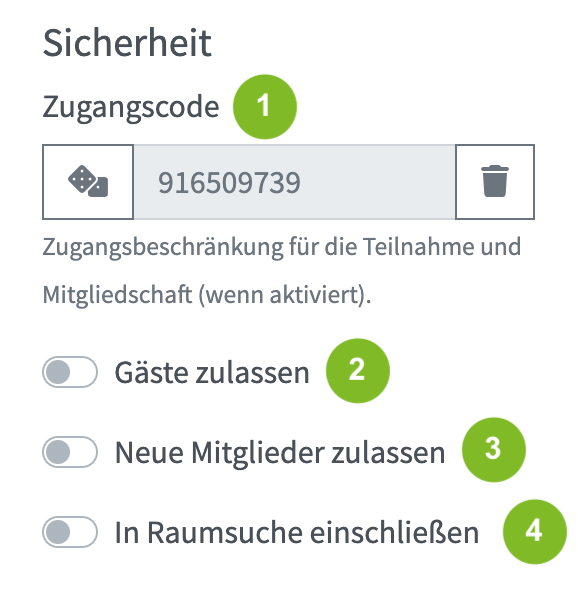 Sicherheit
Zugangscode 1
916509739
Zugangsbeschränkung für die Teilnahme und
Mitgliedschaft (wenn aktiviert).
Gäste zulassen 2
Neue Mitglieder zulassen 3
In Raumsuche einschließen 4